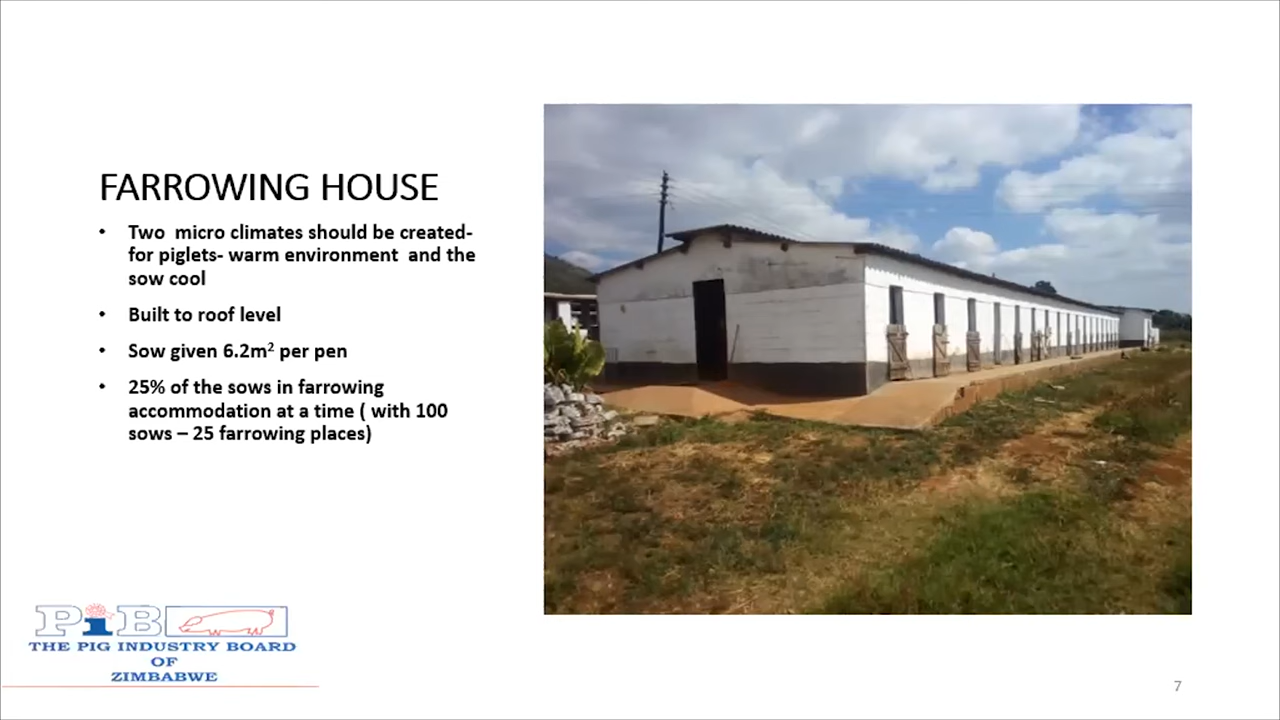 FARROWING HOUSE
• Two  micro climates should be created-
for piglets- warm environment  and the
sow cool
• Built to roof level
• Sow given 6.2m² per pen
• 25% of the sows in farrowing
accommodation at a time ( with 100
sows – 25 farrowing places)
PiB
THE PIG INDUSTRY BOARD
OF
ZIMBABWE
7